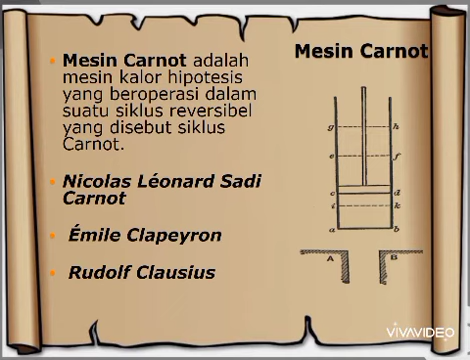 Mesin Carnot
Mesin Carnot adalah
mesin kalor hipotesis
yang beroperasi dalam
suatu siklus reversibel
yang disebut siklus
Carnot.
Nicolas Léonard Sadi
Carnot
Émile Clapeyron
Rudolf Clausius
g h
e f
c d
i k
a b
A B
VIVAVIDEO